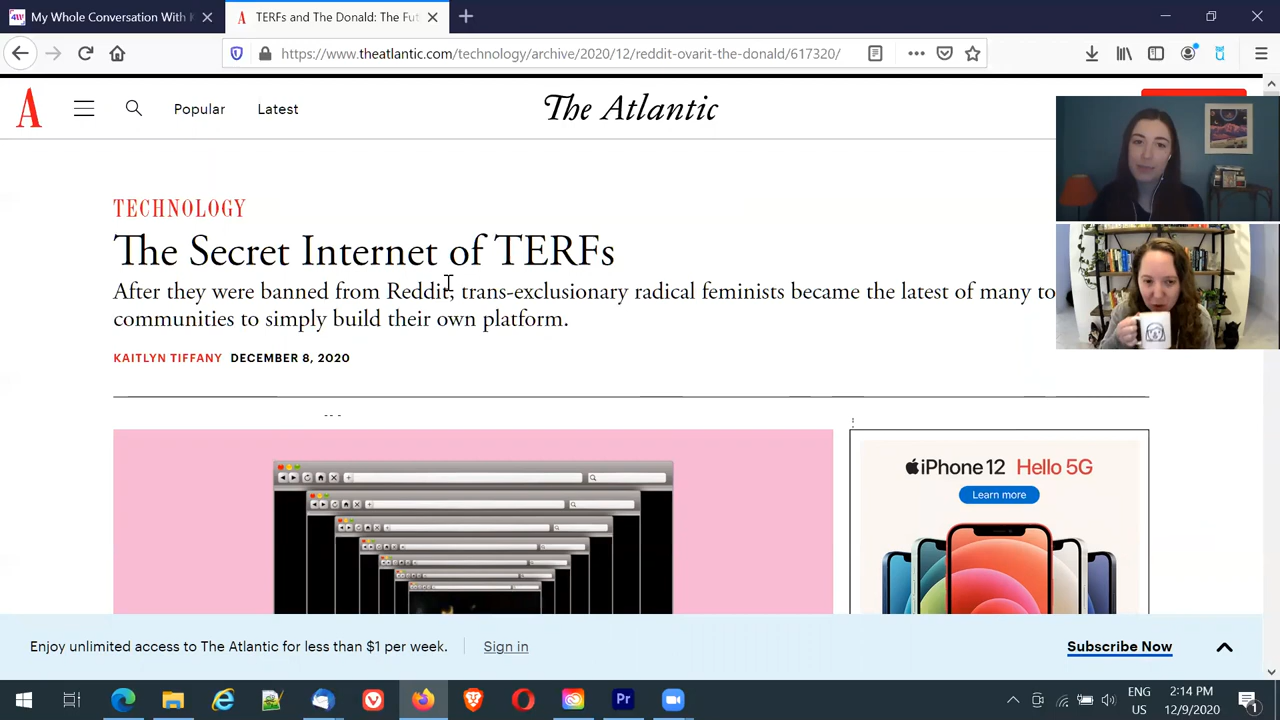 My Whole Conversation With
TERFs and The Donald: The Fut
https://www.theatlantic.com/technology/archive/2020/12/reddit-ovarit-the-donald/617320/
A
Popular
Latest
The Atlantic
TECHNOLOGY
The Secret Internet of TERFs
After they were banned from Reddit, trans-exclusionary radical feminists became the latest of many to
communities to simply build their own platform.
KAITLYN TIFFANY DECEMBER 8, 2020
iPhone 12 Hello 5G
Learn more
Enjoy unlimited access to The Atlantic for less than $1 per week.
Sign in
Subscribe Now
ENG
US
2:14 PM
12/9/2020
1